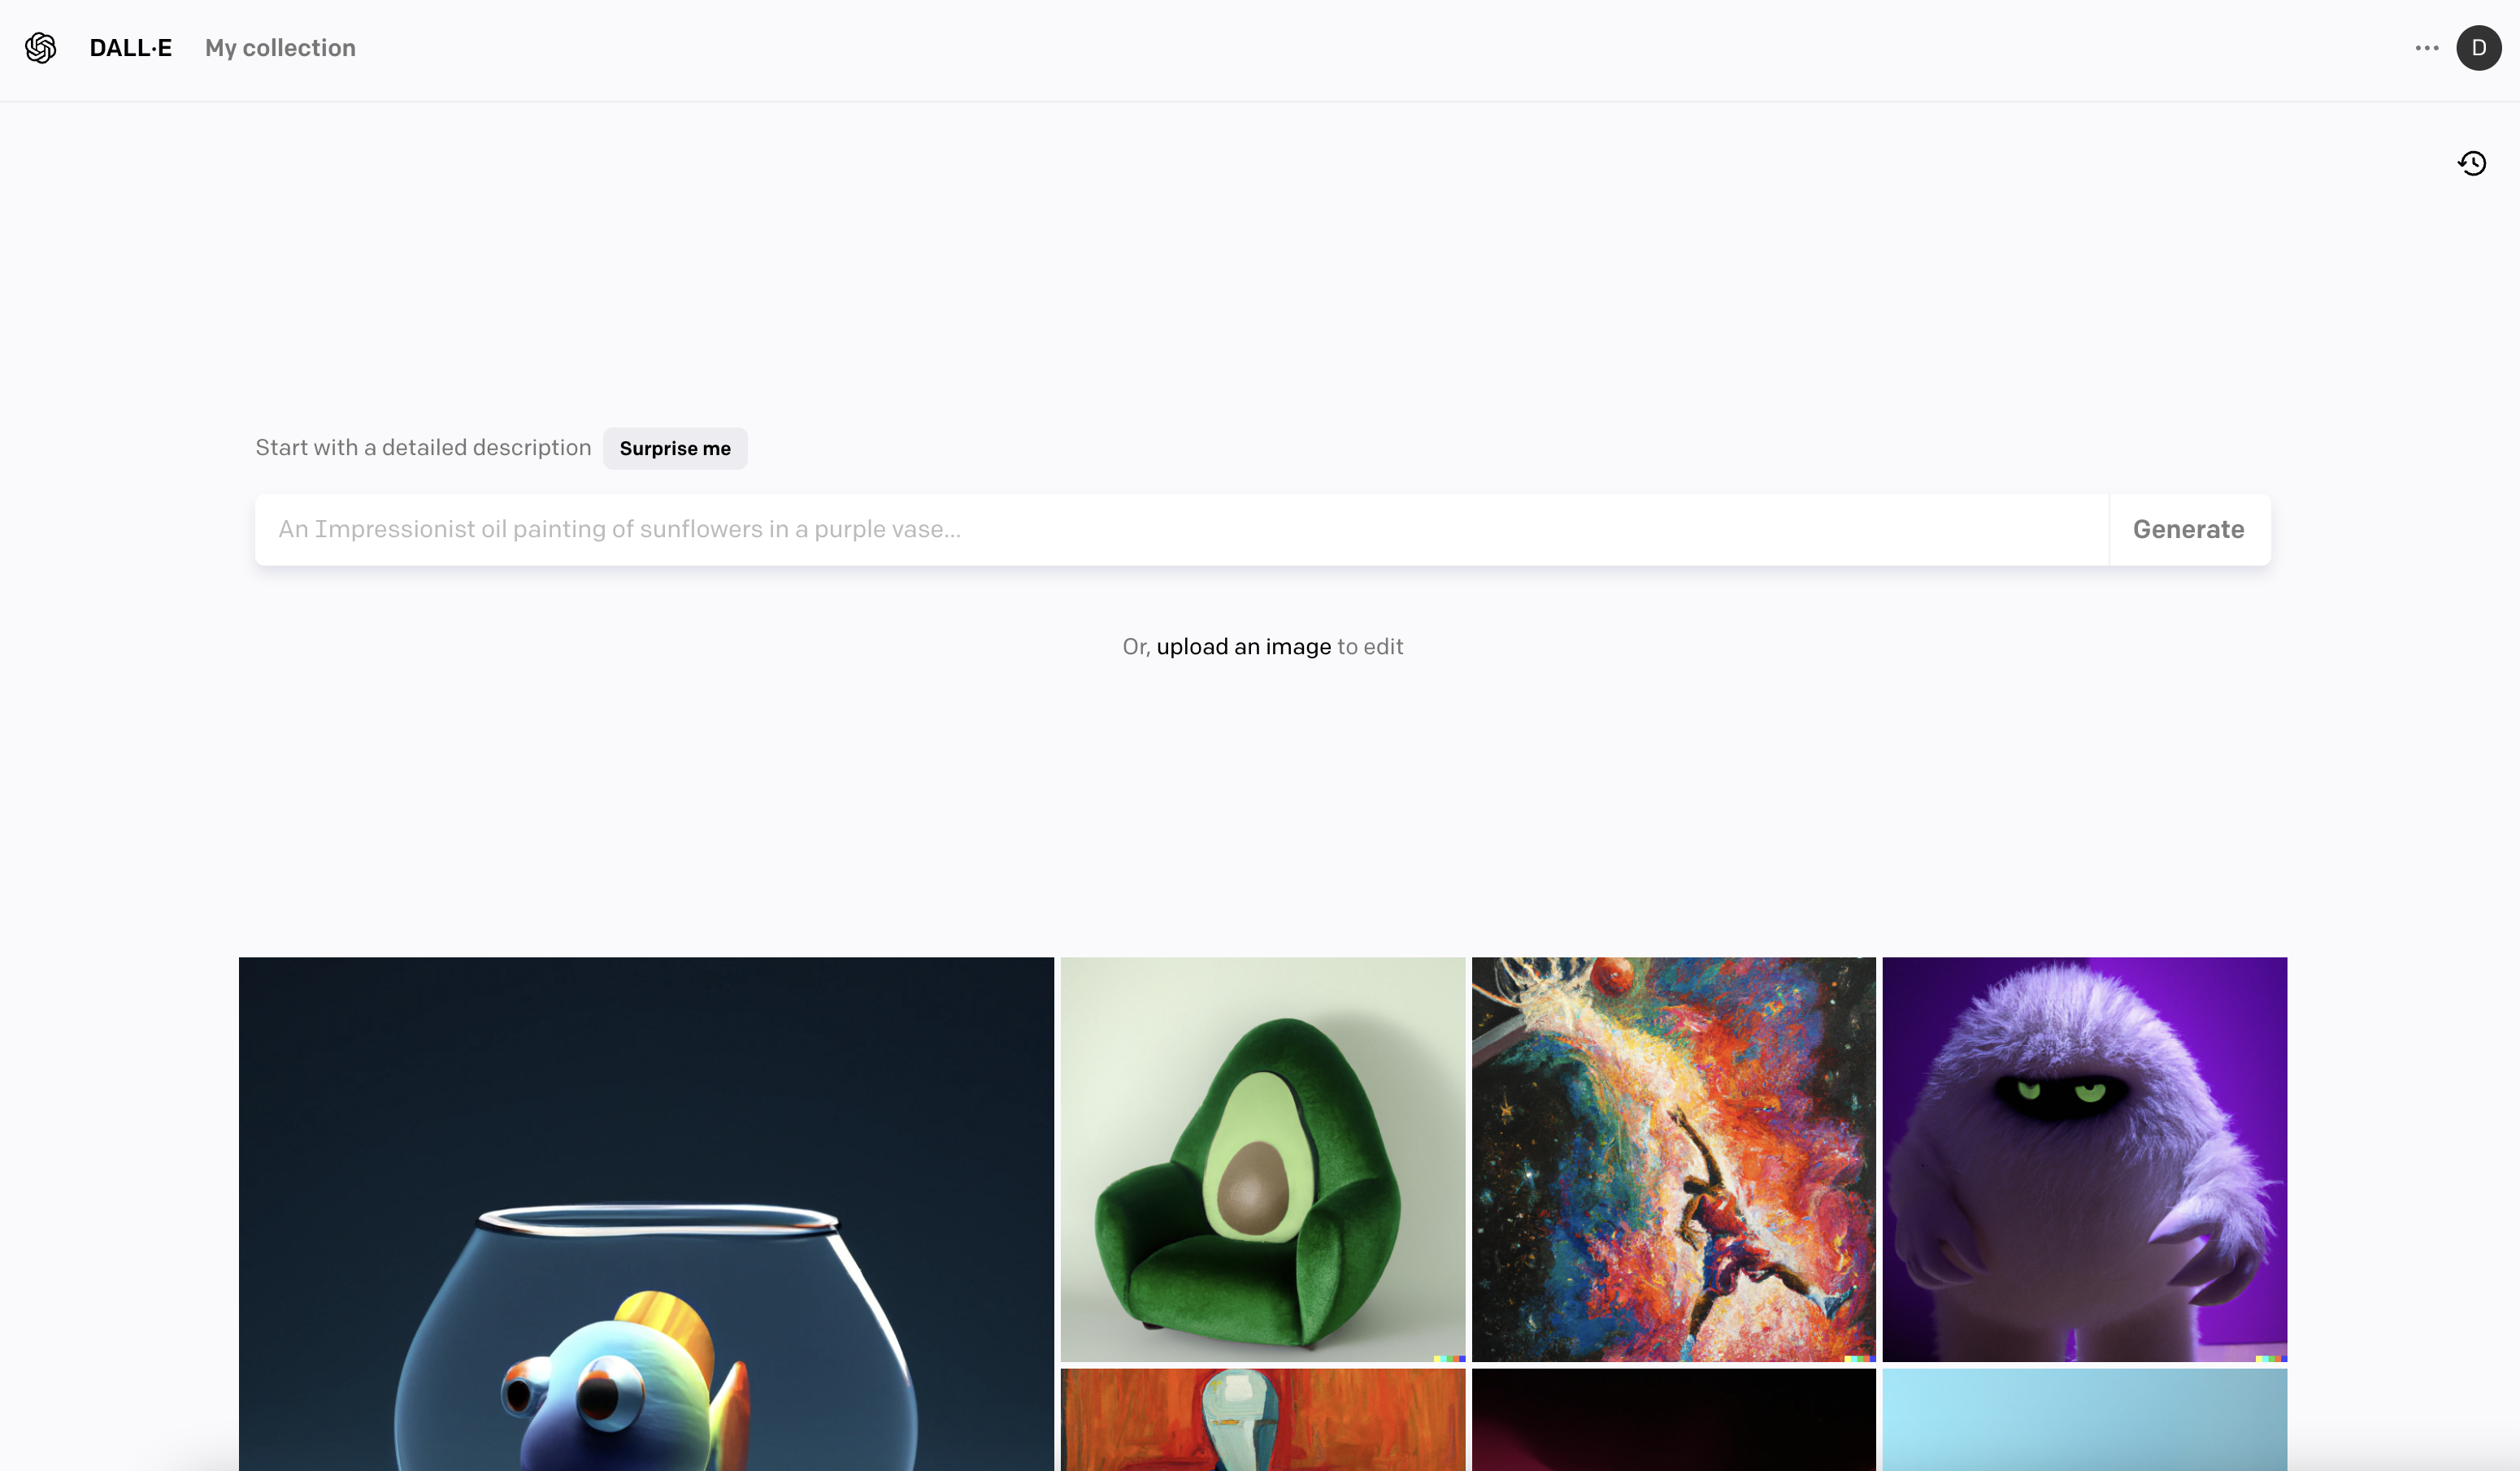 DALL·E My collection
D
Start with a detailed description Surprise me
An Impressionist oil painting of sunflowers in a purple vase...
Generate
Or, upload an image to edit